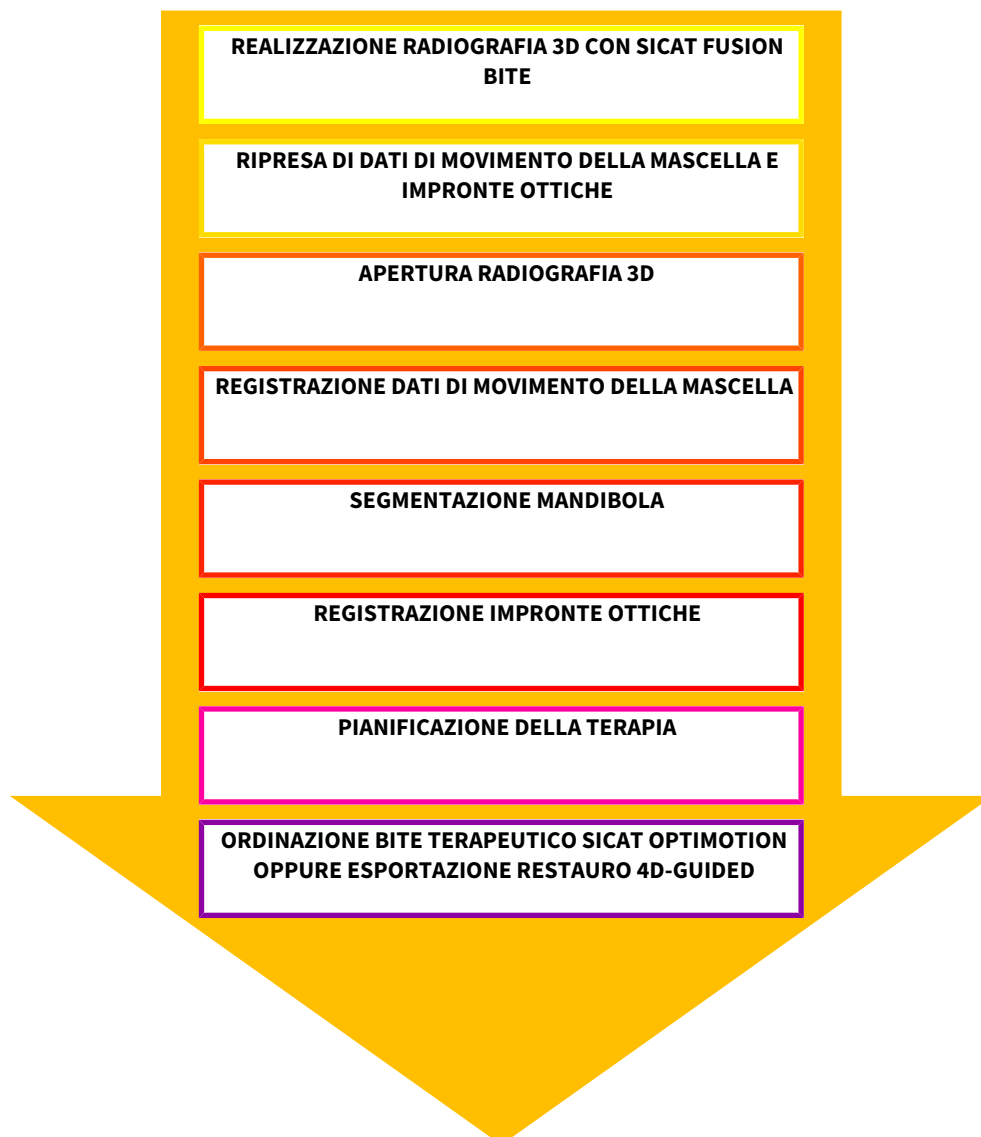 REALIZZAZIONE RADIOGRAFIA 3D CON SICAT FUSION
BITE
RIPRESA DI DATI DI MOVIMENTO DELLA MASCELLA E
IMPRONTE OTTICHE
APERTURA RADIOGRAFIA 3D
REGISTRAZIONE DATI DI MOVIMENTO DELLA MASCELLA
SEGMENTAZIONE MANDIBOLA
REGISTRAZIONE IMPRONTE OTTICHE
PIANIFICAZIONE DELLA TERAPIA
ORDINAZIONE BITE TERAPEUTICO SICAT OPTIMOTION
OPPURE ESPORTAZIONE RESTAURO 4D-GUIDED